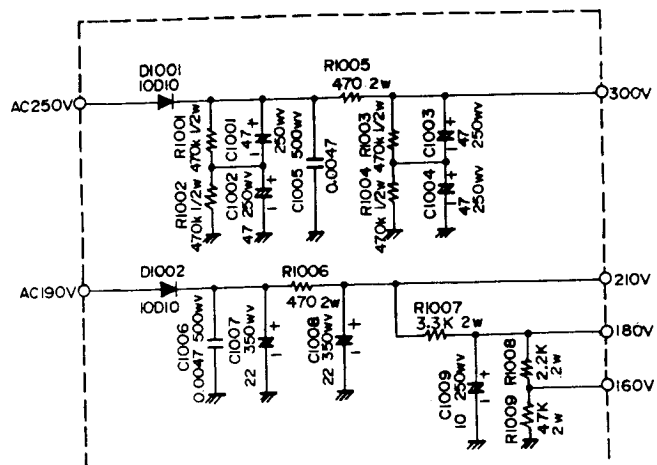 D1001
10D10
AC250V
R1005
470 2w
300V
R1001
470k 1/2w
C1001
47
250wv
+
R1002
470k 1/2w
C1002
47 250wv
+
C1005 500wv
0.0047
R1003
470k 1/2w
C1003
47
250wv
+
R1004
470k 1/2w
C1004
47
250wv
+
D1002
10D10
AC190V
R1006
470 2w
210V
C1006
0.0047 500wv
C1007
22 350wv
+
C1008
22 350wv
+
R1007
3.3K 2w
180V
C1009
10 250wv
+
R1008
2.2K
2w
160V
R1009
47K
2w